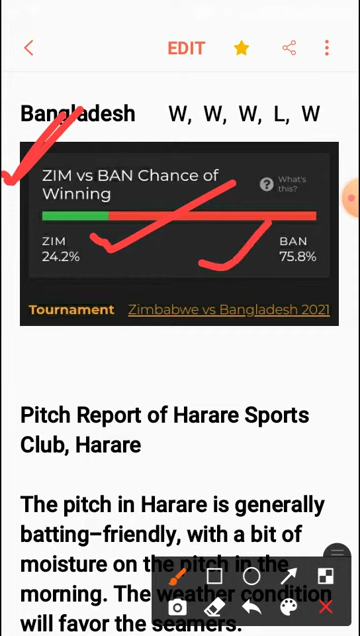 EDIT
Bangladesh W, W, W, L, W
ZIM vs BAN Chance of
Winning
What's
this?
ZIM BAN
24.2% 75.8%
Tournament Zimbabwe vs Bangladesh 2021
Pitch Report of Harare Sports
Club, Harare
The pitch in Harare is generally
batting–friendly, with a bit of
moisture on the pitch in the
morning. The weather condition
will favor the seamers.